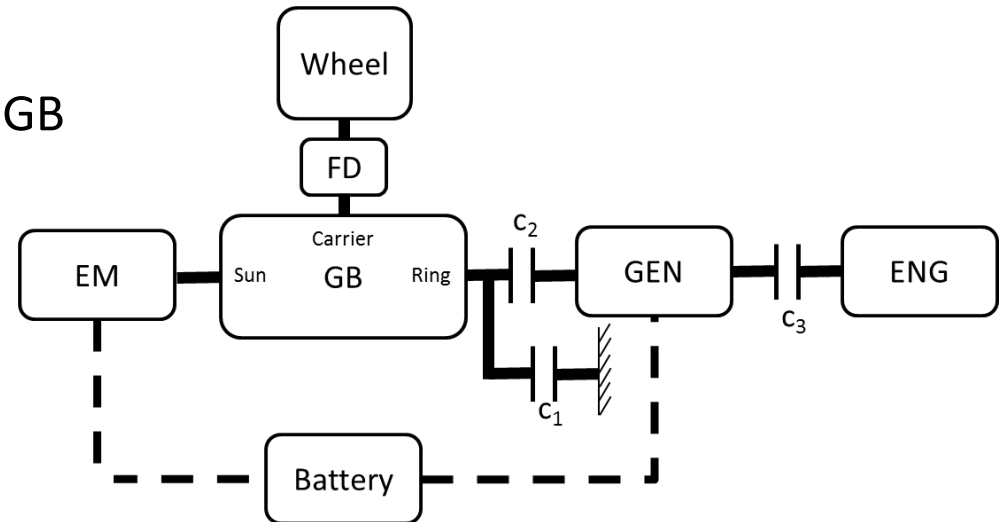 Wheel
GB
FD
Carrier
c₂
EM
Sun
GB
Ring
GEN
ENG
c₃
c₁
Battery